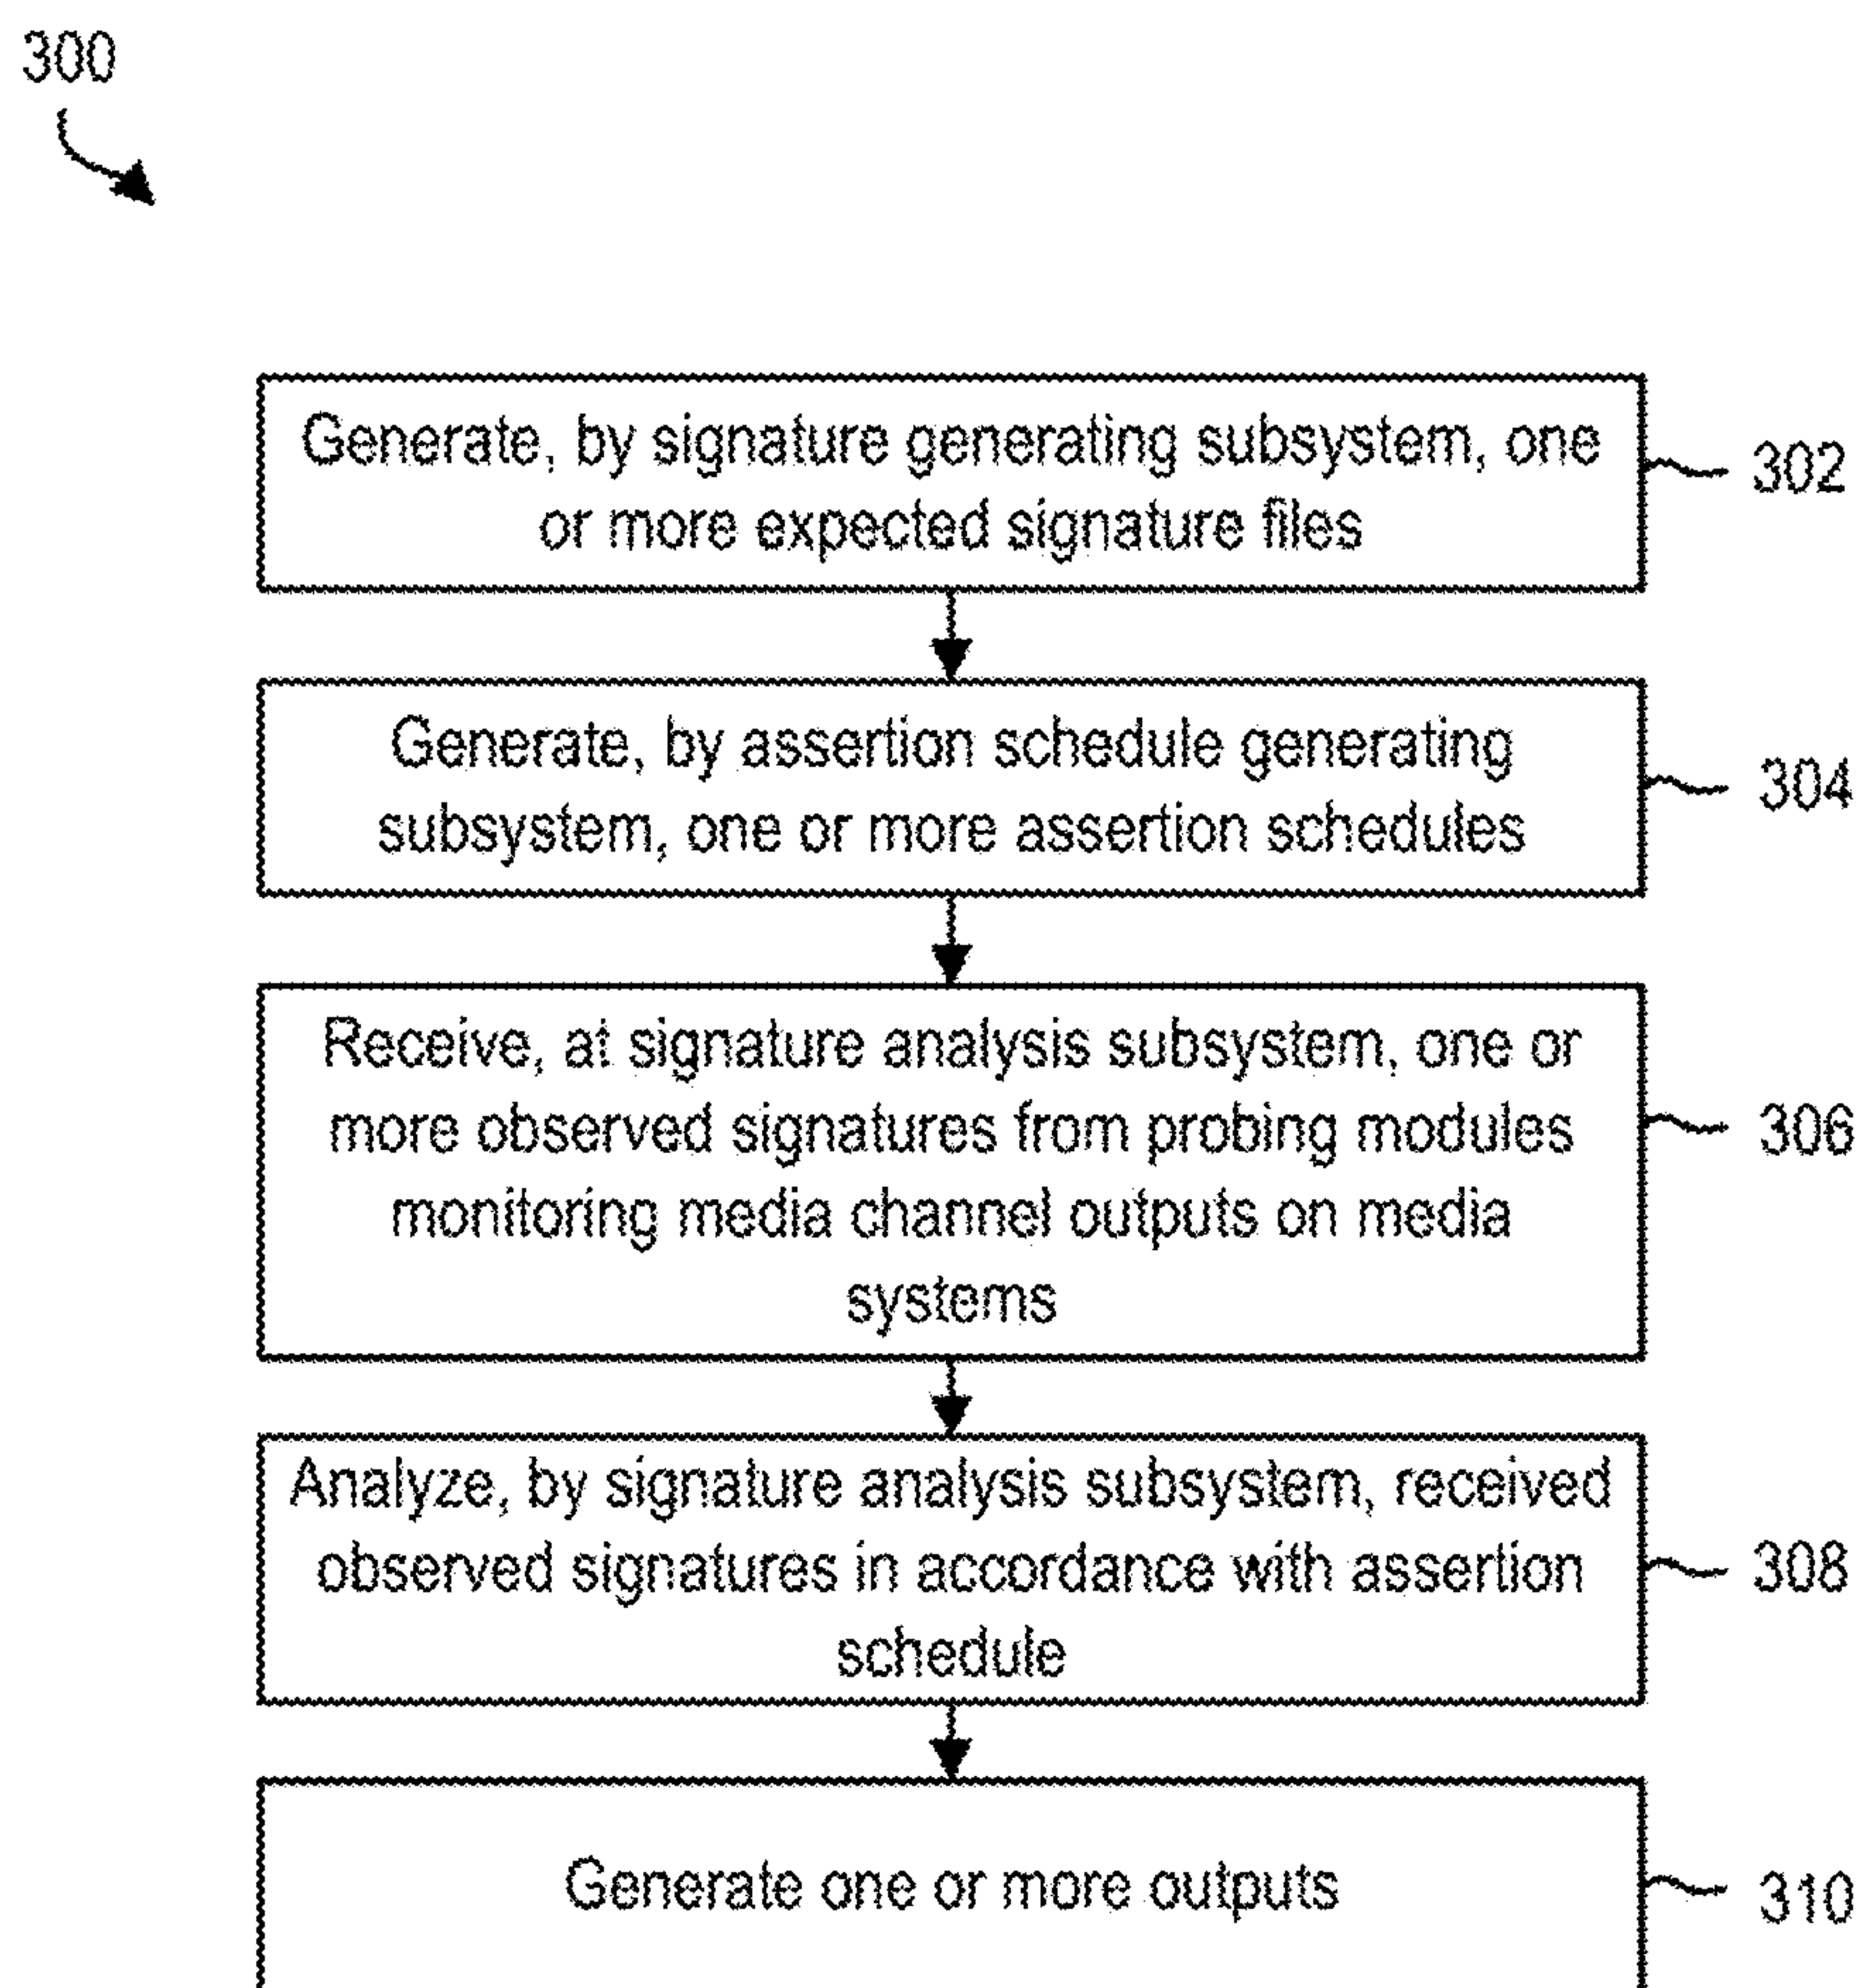 300
Generate, by signature generating subsystem, one
or more expected signature files
302
Generate, by assertion schedule generating
subsystem, one or more assertion schedules
304
Receive, at signature analysis subsystem, one or
more observed signatures from probing modules
monitoring media channel outputs on media
systems
306
Analyze, by signature analysis subsystem, received
observed signatures in accordance with assertion
schedule
308
Generate one or more outputs
310